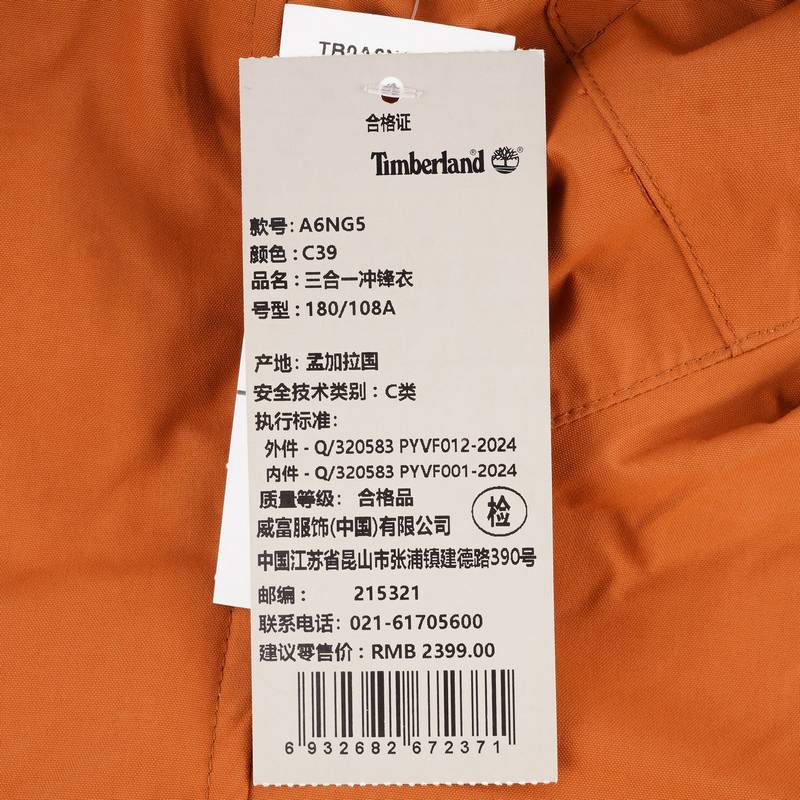 合格证
Timberland®
款号: A6NG5
颜色: C39
品名: 三合一冲锋衣
号型: 180/108A
产地: 孟加拉国
安全技术类别: C类
执行标准:
外件 - Q/320583 PYVF012-2024
内件 - Q/320583 PYVF001-2024
质量等级: 合格品
检
威富服饰(中国)有限公司
中国江苏省昆山市张浦镇建德路390号
邮编: 215321
联系电话: 021-61705600
建议零售价: RMB 2399.00
6 932682 672371